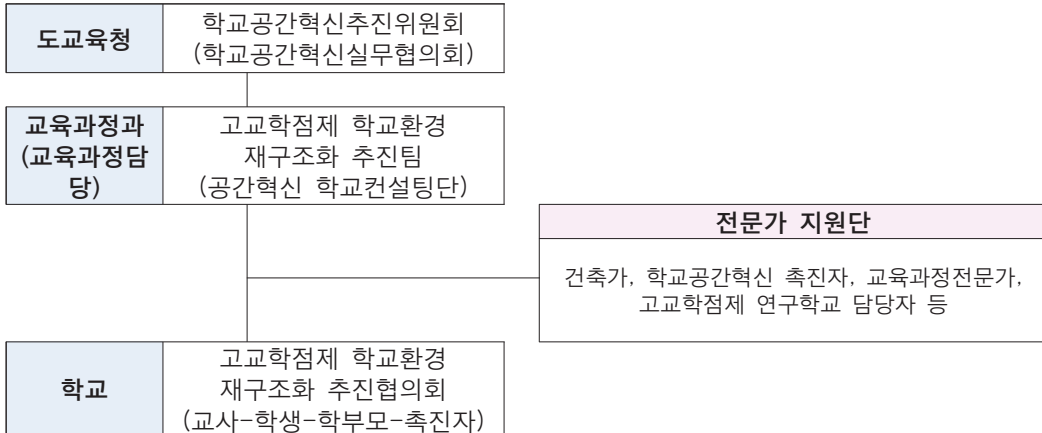 도교육청
학교공간혁신추진위원회
(학교공간혁신실무협의회)
교육과정과
(교육과정담
당)
고교학점제 학교환경
재구조화 추진팀
(공간혁신 학교컨설팅단)
전문가 지원단
건축가, 학교공간혁신 촉진자, 교육과정전문가,
고교학점제 연구학교 담당자 등
학교
고교학점제 학교환경
재구조화 추진협의회
(교사-학생-학부모-촉진자)